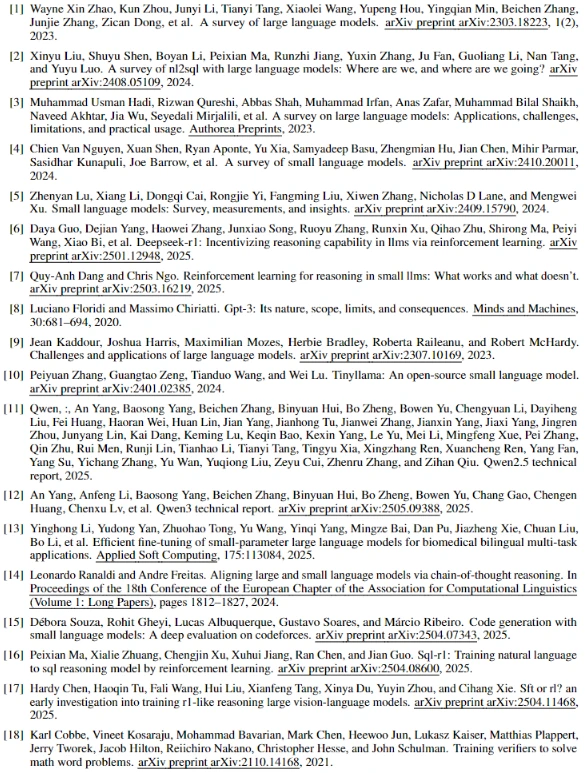 [1] Wayne Xin Zhao, Kun Zhou, Junyi Li, Tianyi Tang, Xiaolei Wang, Yupeng Hou, Yingqian Min, Beichen Zhang,
Junjie Zhang, Zican Dong, et al. A survey of large language models. arXiv preprint arXiv:2303.18223, 1(2),
2023.
[2] Xinyu Liu, Shuyu Shen, Boyan Li, Peixian Ma, Runzhi Jiang, Yuxin Zhang, Ju Fan, Guoliang Li, Nan Tang,
and Yuyu Luo. A survey of nl2sql with large language models: Where are we, and where are we going? arXiv
preprint arXiv:2408.05109, 2024.
[3] Muhammad Usman Hadi, Rizwan Qureshi, Abbas Shah, Muhammad Irfan, Anas Zafar, Muhammad Bilal Shaikh,
Naveed Akhtar, Jia Wu, Seyedali Mirjalili, et al. A survey on large language models: Applications, challenges,
limitations, and practical usage. Authorea Preprints, 2023.
[4] Chien Van Nguyen, Xuan Shen, Ryan Aponte, Yu Xia, Samyadeep Basu, Zhengmian Hu, Jian Chen, Mihir Parmar,
Sasidhar Kunapuli, Joe Barrow, et al. A survey of small language models. arXiv preprint arXiv:2410.20011,
2024.
[5] Zhenyan Lu, Xiang Li, Dongqi Cai, Rongjie Yi, Fangming Liu, Xiwen Zhang, Nicholas D Lane, and Mengwei
Xu. Small language models: Survey, measurements, and insights. arXiv preprint arXiv:2409.15790, 2024.
[6] Daya Guo, Dejian Yang, Haowei Zhang, Junxiao Song, Ruoyu Zhang, Runxin Xu, Qihao Zhu, Shirong Ma, Peiyi
Wang, Xiao Bi, et al. Deepseek-r1: Incentivizing reasoning capability in llms via reinforcement learning. arXiv
preprint arXiv:2501.12948, 2025.
[7] Quy-Anh Dang and Chris Ngo. Reinforcement learning for reasoning in small llms: What works and what doesn't.
arXiv preprint arXiv:2503.16219, 2025.
[8] Luciano Floridi and Massimo Chiriatti. Gpt-3: Its nature, scope, limits, and consequences. Minds and Machines,
30:681–694, 2020.
[9] Jean Kaddour, Joshua Harris, Maximilian Mozes, Herbie Bradley, Roberta Raileanu, and Robert McHardy.
Challenges and applications of large language models. arXiv preprint arXiv:2307.10169, 2023.
[10] Peiyuan Zhang, Guangtao Zeng, Tianduo Wang, and Wei Lu. Tinyllama: An open-source small language model.
arXiv preprint arXiv:2401.02385, 2024.
[11] Qwen, :, An Yang, Baosong Yang, Beichen Zhang, Binyuan Hui, Bo Zheng, Bowen Yu, Chengyuan Li, Dayiheng
Liu, Fei Huang, Haoran Wei, Huan Lin, Jian Yang, Jianhong Tu, Jianwei Zhang, Jianxin Yang, Jiaxi Yang, Jingren
Zhou, Junyang Lin, Kai Dang, Keming Lu, Keqin Bao, Kexin Yang, Le Yu, Mei Li, Mingfeng Xue, Pei Zhang,
Qin Zhu, Rui Men, Runji Lin, Tianhao Li, Tianyi Tang, Tingyu Xia, Xingzhang Ren, Xuancheng Ren, Yang Fan,
Yang Su, Yichang Zhang, Yu Wan, Yuqiong Liu, Zeyu Cui, Zhenru Zhang, and Zihan Qiu. Qwen2.5 technical
report, 2025.
[12] An Yang, Anfeng Li, Baosong Yang, Beichen Zhang, Binyuan Hui, Bo Zheng, Bowen Yu, Chang Gao, Chengen
Huang, Chenxu Lv, et al. Qwen3 technical report. arXiv preprint arXiv:2505.09388, 2025.
[13] Yinghong Li, Yudong Yan, Zhuohao Tong, Yu Wang, Yinqi Yang, Mingze Bai, Dan Pu, Jiazheng Xie, Chuan Liu,
Bo Li, et al. Efficient fine-tuning of small-parameter large language models for biomedical bilingual multi-task
applications. Applied Soft Computing, 175:113084, 2025.
[14] Leonardo Ranaldi and Andre Freitas. Aligning large and small language models via chain-of-thought reasoning. In
Proceedings of the 18th Conference of the European Chapter of the Association for Computational Linguistics
(Volume 1: Long Papers), pages 1812–1827, 2024.
[15] Débora Souza, Rohit Gheyi, Lucas Albuquerque, Gustavo Soares, and Márcio Ribeiro. Code generation with
small language models: A deep evaluation on codeforces. arXiv preprint arXiv:2504.07343, 2025.
[16] Peixian Ma, Xialie Zhuang, Chengjin Xu, Xuhui Jiang, Ran Chen, and Jian Guo. Sql-r1: Training natural language
to sql reasoning model by reinforcement learning. arXiv preprint arXiv:2504.08600, 2025.
[17] Hardy Chen, Haoqin Tu, Fali Wang, Hui Liu, Xianfeng Tang, Xinya Du, Yuyin Zhou, and Cihang Xie. Sft or rl? an
early investigation into training r1-like reasoning large vision-language models. arXiv preprint arXiv:2504.11468,
2025.
[18] Karl Cobbe, Vineet Kosaraju, Mohammad Bavarian, Mark Chen, Heewoo Jun, Lukasz Kaiser, Matthias Plappert,
Jerry Tworek, Jacob Hilton, Reiichiro Nakano, Christopher Hesse, and John Schulman. Training verifiers to solve
math word problems. arXiv preprint arXiv:2110.14168, 2021.